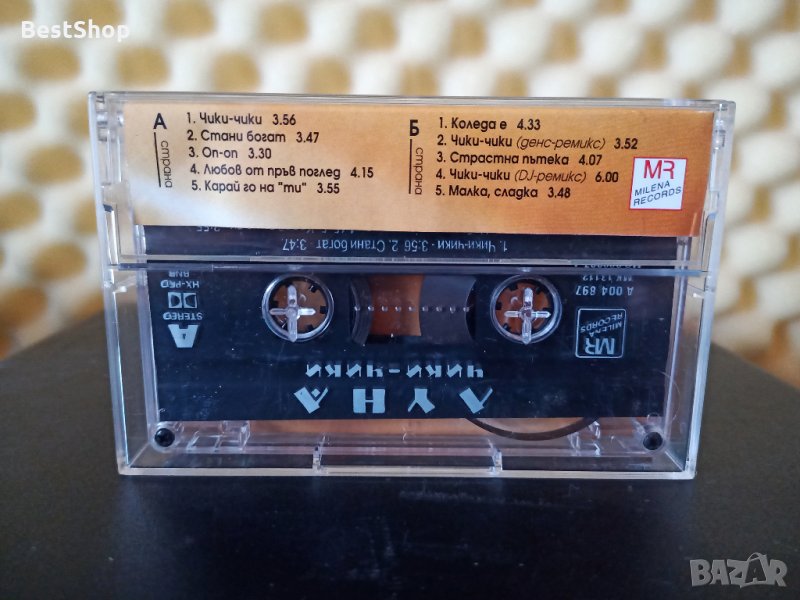 BestShop
А
страна
1. Чики-чики 3.56
2. Стани богат 3.47
3. Оп-оп 3.30
4. Любов от пръв поглед 4.15
5. Карай го на "ти" 3.55
Б
страна
1. Коледа е 4.33
2. Чики-чики (денс-ремикс) 3.52
3. Страстна пътека 4.07
4. Чики-чики (DJ-ремикс) 6.00
5. Малка, сладка 3.48
MR
MILENA
RECORDS
1. Чики-чики 3:56 2. Стани богат 3:47
A
STEREO
HX-PRO
BNR
A 004 897
MK 13112
MR
MILENA
RECORDS
ЛУНА
ЧИКИ-ЧИКИ
BAZAR